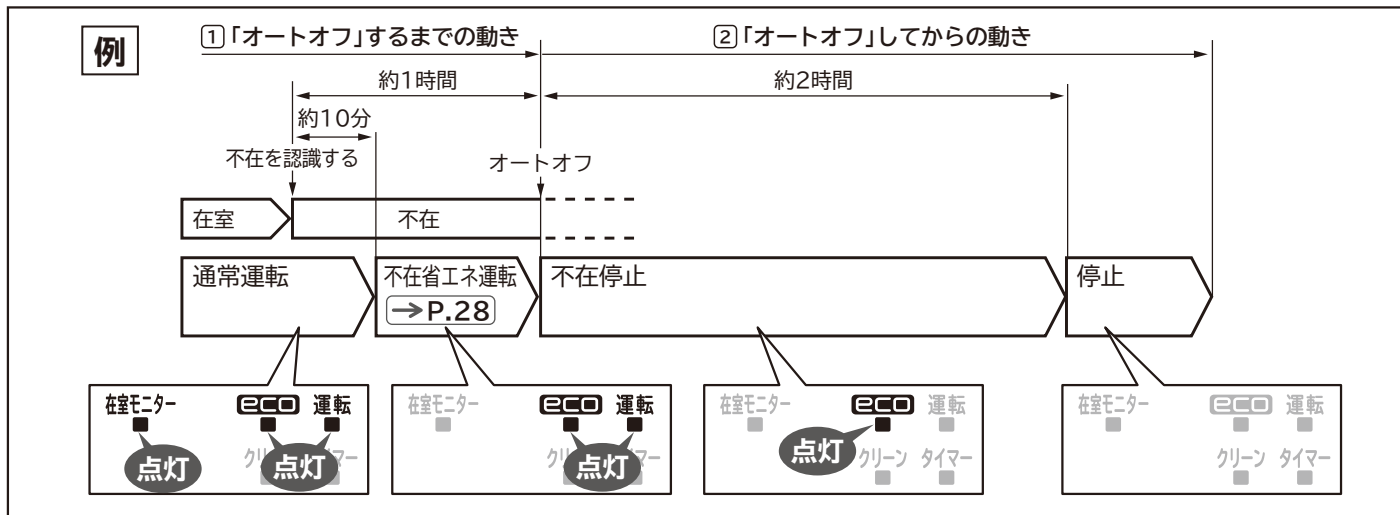 例
①「オートオフ」するまでの動き
②「オートオフ」してからの動き
約1時間
約2時間
約10分
不在を認識する
オートオフ
在室
不在
通常運転
不在省エネ運転
→P.28
不在停止
停止
在室モニター eco 運転
点灯 点灯
在室モニター eco 運転
点灯
在室モニター eco 運転
点灯 クリーン タイマー
在室モニター eco 運転
クリーン タイマー